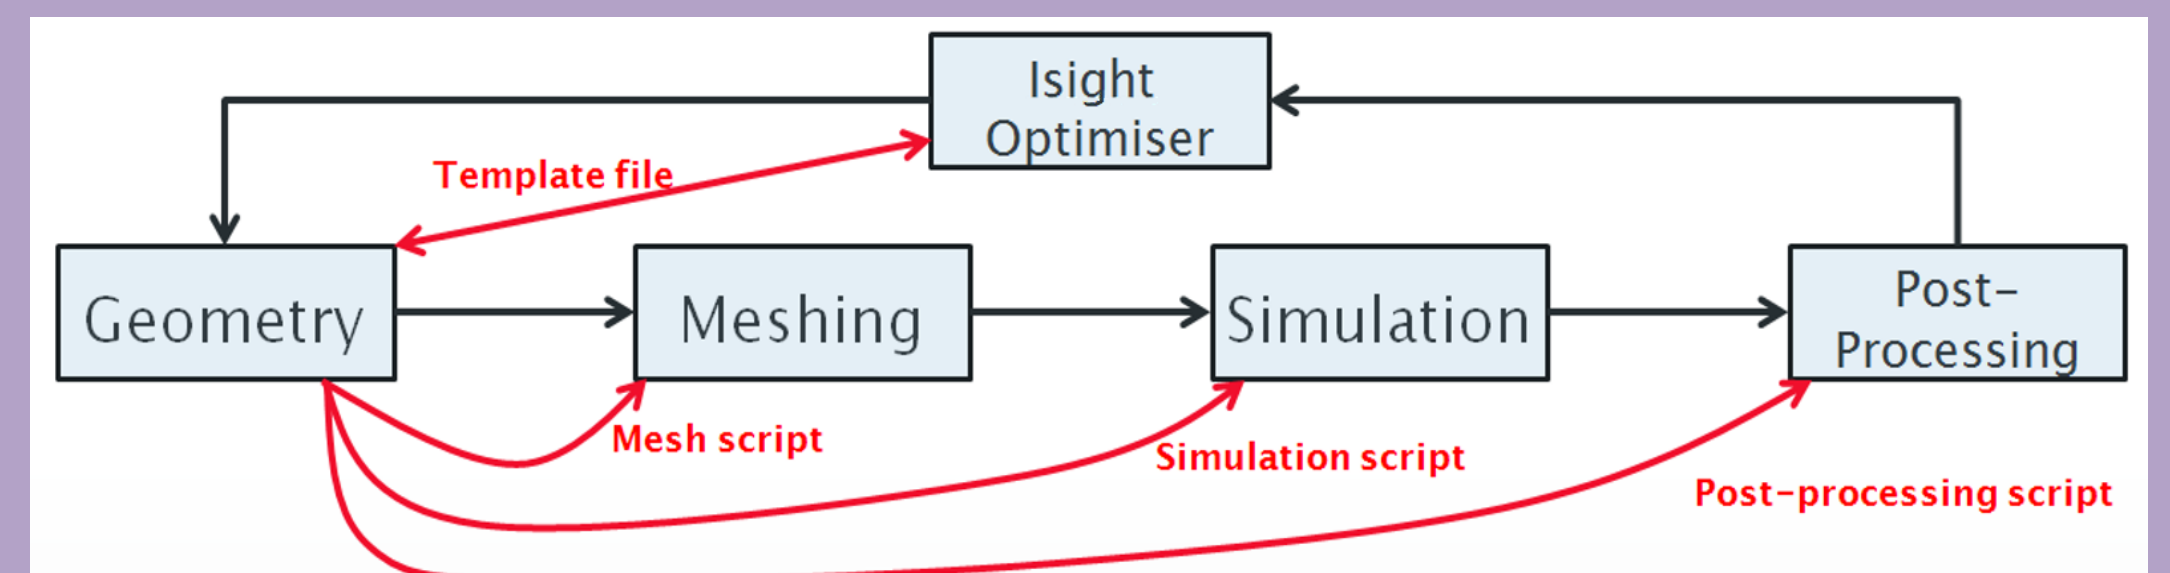 Isight
Optimiser
Template file
Geometry
Meshing
Simulation
Post-
Processing
Mesh script
Simulation script
Post-processing script